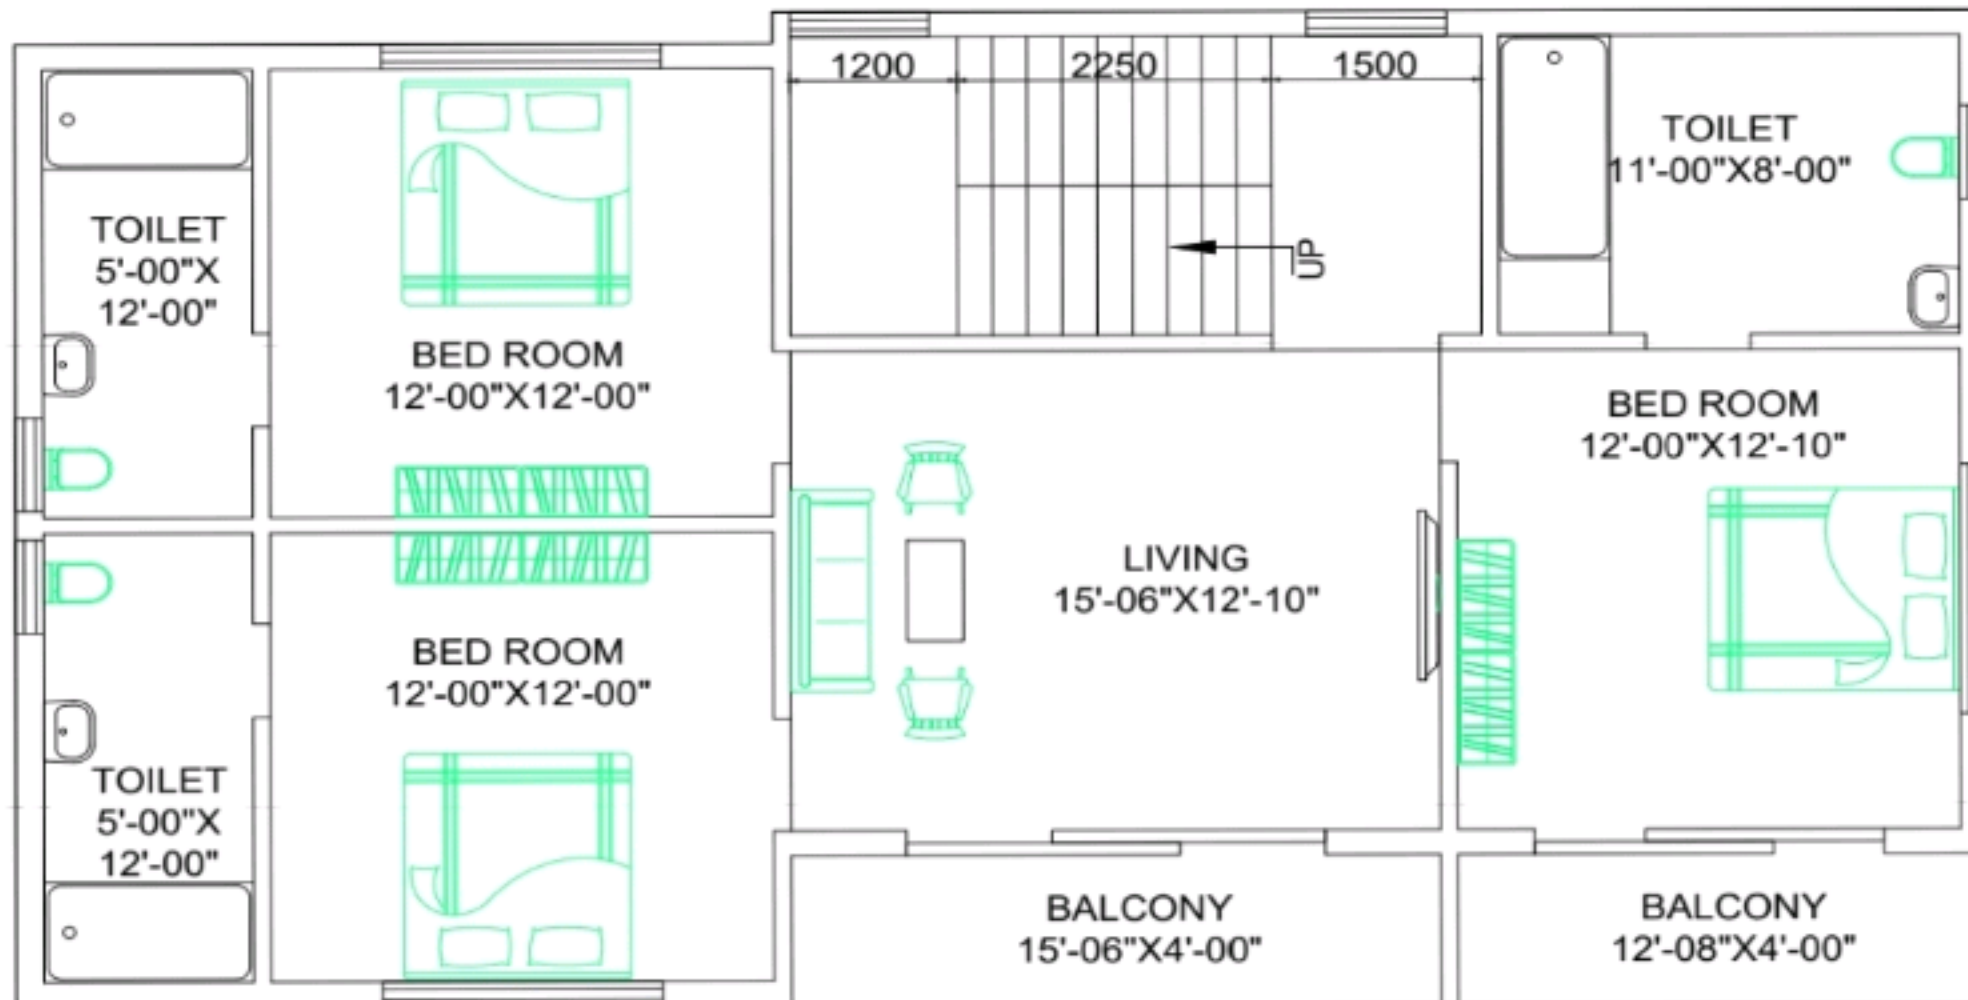 1200
2250
1500
UP
TOILET
11'-00"X8'-00"
TOILET
5'-00"X
12'-00"
BED ROOM
12'-00"X12'-00"
BED ROOM
12'-00"X12'-10"
LIVING
15'-06"X12'-10"
BED ROOM
12'-00"X12'-00"
TOILET
5'-00"X
12'-00"
BALCONY
15'-06"X4'-00"
BALCONY
12'-08"X4'-00"